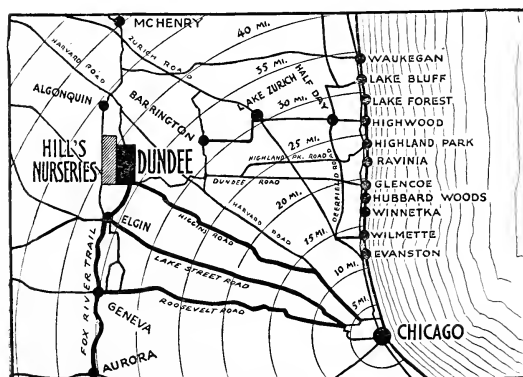 MCHENRY
ZURICH ROAD
HARVARD ROAD
40 MI.
35 MI.
30 MI.
25 MI.
20 MI.
15 MI.
10 MI.
5 MI.
WAUKEGAN
LAKE BLUFF
LAKE FOREST
HIGHWOOD
HIGHLAND PARK
RAVINIA
GLENCOE
HUBBARD WOODS
WINNETKA
WILMETTE
EVANSTON
ALGONQUIN
BARRINGTON
LAKE ZURICH
HALF DAY
HILL'S
NURSERIES
DUNDEE
HIGHLAND PK. ROAD
DUNDEE ROAD
DEERFIELD RD
HARVARD ROAD
HIGGINS ROAD
ELGIN
LAKE STREET ROAD
FOX RIVER TRAIL
GENEVA
ROOSEVELT ROAD
AURORA
CHICAGO